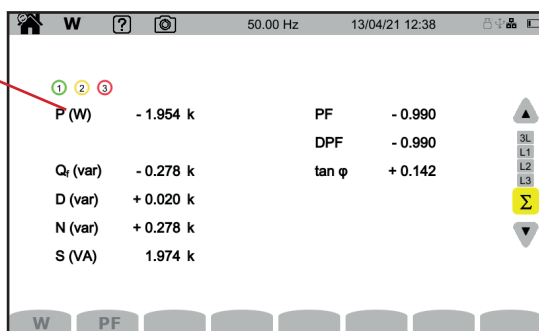 W ? 50.00 Hz 13/04/21 12:38
1 2 3
P (W) - 1.954 k PF - 0.990
DPF - 0.990
Qf (var) - 0.278 k tan φ + 0.142
D (var) + 0.020 k
N (var) + 0.278 k
S (VA) 1.974 k
3L
L1
L2
L3
Σ
W PF